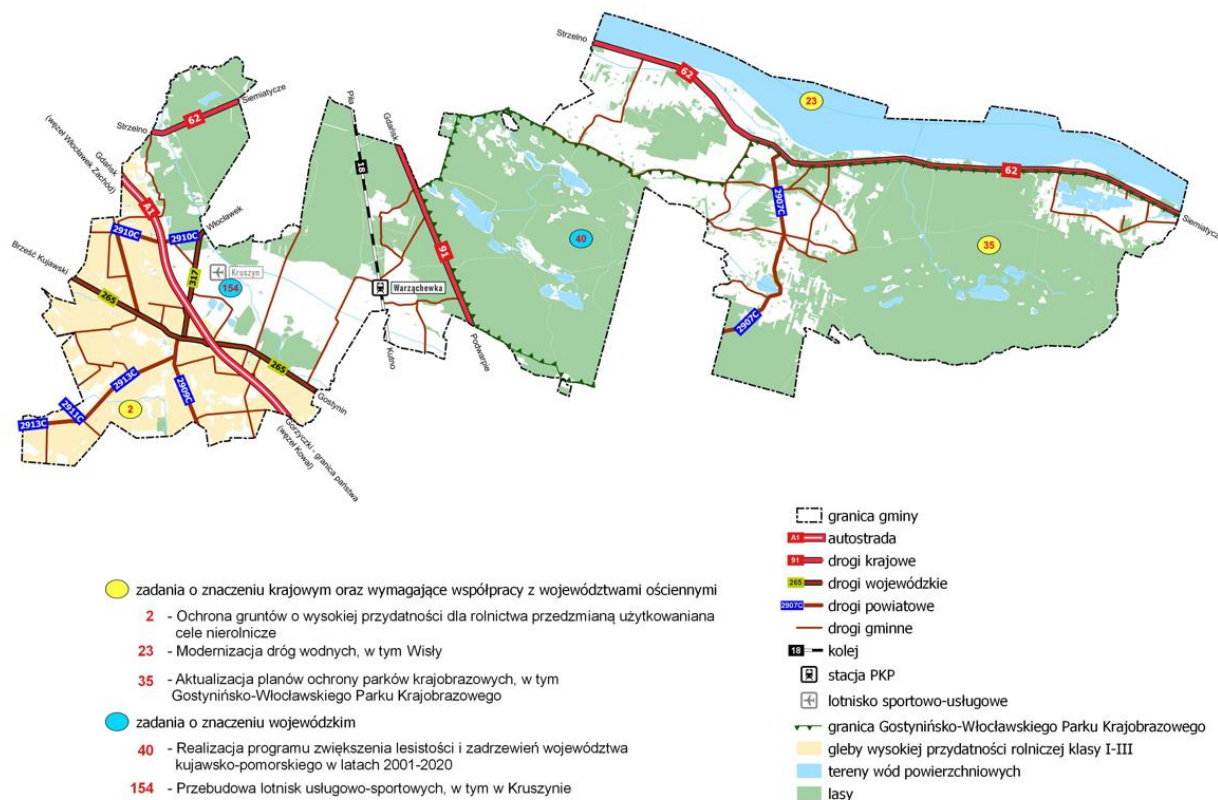 Strzelno
62
23
Siemiatycze
62
Strzelno
Piła
Gdańsk
Gdańsk
(węzeł Włocławek Zachód)
18
62
A1
2907C
Siemiatycze
Włocławek
2910C
2910C
40
35
91
Brześć Kujawski
317
Kruszyn
154
265
Warząchewka
2907C
Kutno
Podwarpie
265
2913C
2909C
Gostynin
2911C
2
2913C
Gorzyczki - granica państwa
(węzeł Kowal)
granica gminy
A1 autostrada
91 drogi krajowe
265 drogi wojewódzkie
2907C drogi powiatowe
drogi gminne
18 kolej
stacja PKP
lotnisko sportowo-usługowe
granica Gostynińsko-Włocławskiego Parku Krajobrazowego
gleby wysokiej przydatności rolniczej klasy I-III
tereny wód powierzchniowych
lasy
zadania o znaczeniu krajowym oraz wymagające współpracy z województwami ościennymi
2 - Ochrona gruntów o wysokiej przydatności dla rolnictwa przedzmianą użytkowaniana
cele nierolnicze
23 - Modernizacja dróg wodnych, w tym Wisły
35 - Aktualizacja planów ochrony parków krajobrazowych, w tym
Gostynińsko-Włocławskiego Parku Krajobrazowego
zadania o znaczeniu wojewódzkim
40 - Realizacja programu zwiększenia lesistości i zadrzewień województwa
kujawsko-pomorskiego w latach 2001-2020
154 - Przebudowa lotnisk usługowo-sportowych, w tym w Kruszynie